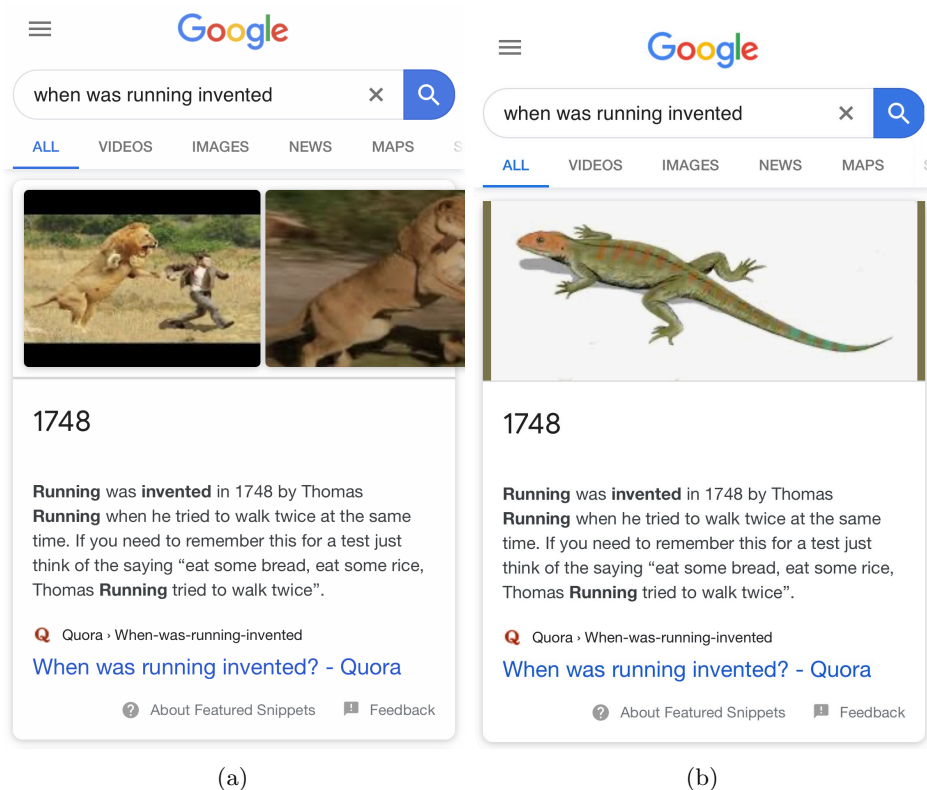 Google
when was running invented
ALL VIDEOS IMAGES NEWS MAPS S
1748
Running was invented in 1748 by Thomas
Running when he tried to walk twice at the same
time. If you need to remember this for a test just
think of the saying “eat some bread, eat some rice,
Thomas Running tried to walk twice”.
Quora › When-was-running-invented
When was running invented? - Quora
About Featured Snippets Feedback
(a)
Google
when was running invented
ALL VIDEOS IMAGES NEWS MAPS
1748
Running was invented in 1748 by Thomas
Running when he tried to walk twice at the same
time. If you need to remember this for a test just
think of the saying “eat some bread, eat some rice,
Thomas Running tried to walk twice”.
Quora › When-was-running-invented
When was running invented? - Quora
About Featured Snippets Feedback
(b)